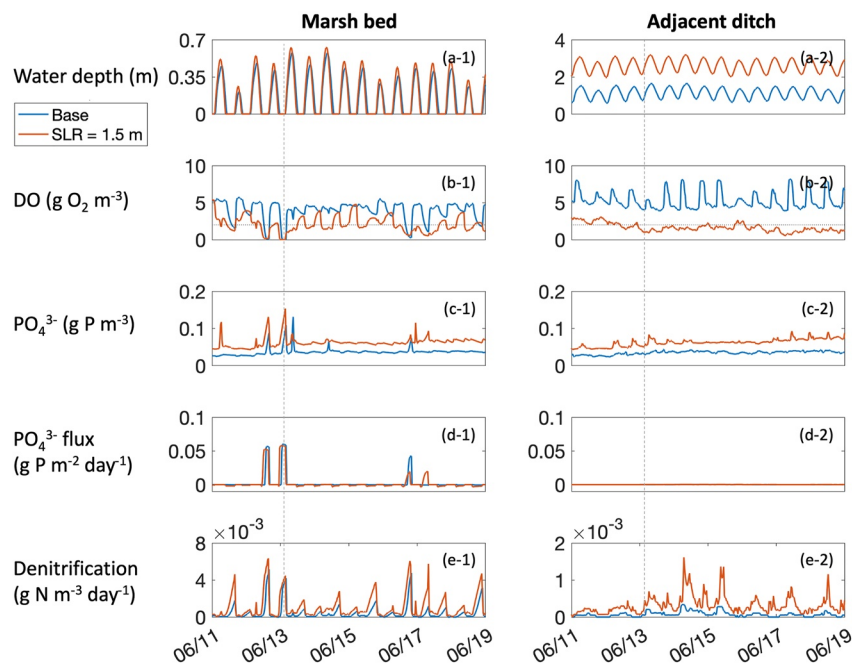 Marsh bed Adjacent ditch
Water depth (m)
0.7
0.35
0
(a-1)
4
2
0
(a-2)
Base
SLR = 1.5 m
DO (g O₂ m⁻³)
10
5
0
(b-1)
10
5
0
(b-2)
PO₄³⁻ (g P m⁻³)
0.2
0.1
0
(c-1)
0.2
0.1
0
(c-2)
PO₄³⁻ flux
(g P m⁻² day⁻¹)
0.1
0.05
0
(d-1)
0.1
0.05
0
(d-2)
Denitrification
(g N m⁻³ day⁻¹)
×10⁻³
8
4
0
(e-1)
×10⁻³
2
1
0
(e-2)
06/11 06/13 06/15 06/17 06/19
06/11 06/13 06/15 06/17 06/19